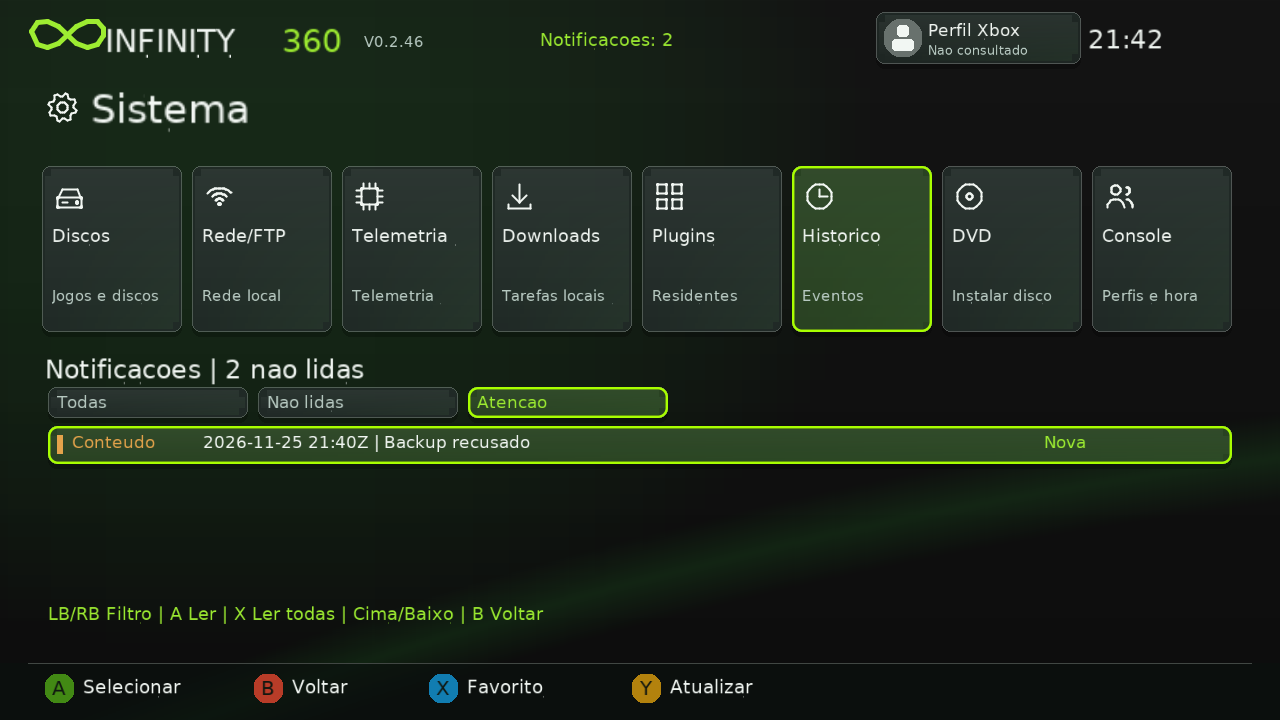 INFINITY 360 V0.2.46 Notificacoes: 2 Perfil Xbox 21:42
Nao consultado
Sistema
Discos Rede/FTP Telemetria Downloads Plugins Historico DVD Console
Jogos e discos Rede local Telemetria Tarefas locais Residentes Eventos Instalar disco Perfis e hora
Notificacoes | 2 nao lidas
Todas Nao lidas Atencao
Conteudo 2026-11-25 21:40Z | Backup recusado Nova
LB/RB Filtro | A Ler | X Ler todas | Cima/Baixo | B Voltar
A Selecionar B Voltar X Favorito Y Atualizar